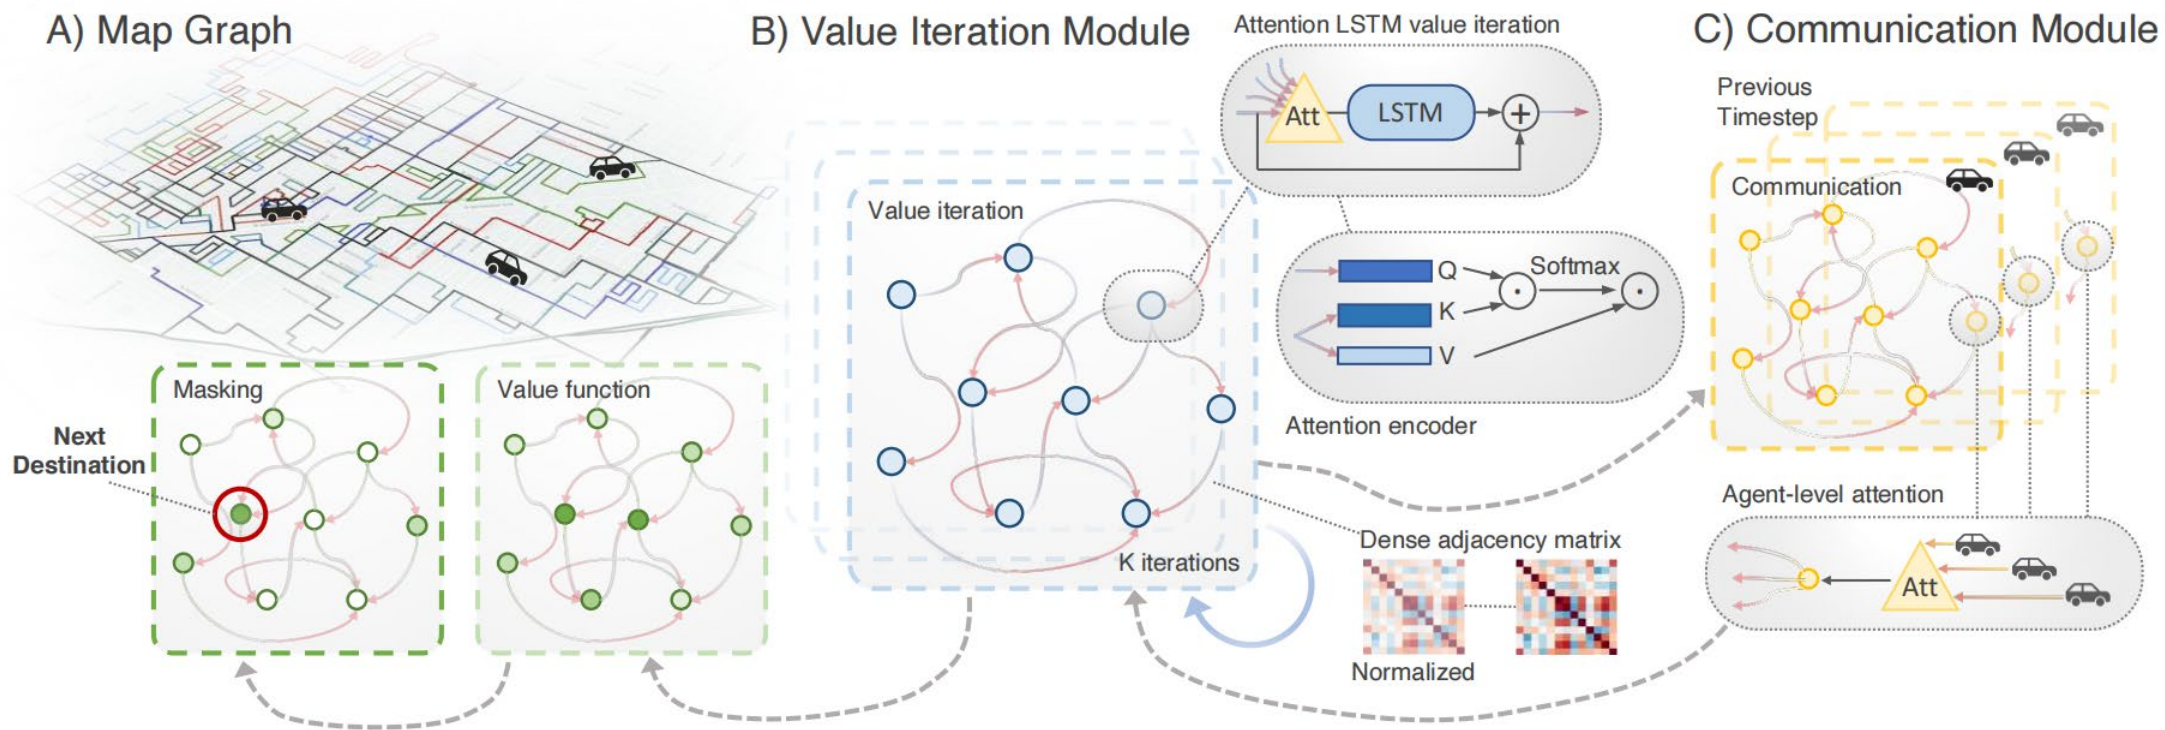 A) Map Graph
Masking
Value function
Next
Destination
B) Value Iteration Module
Attention LSTM value iteration
Att
LSTM
+
Value iteration
Q
K
V
Softmax
Attention encoder
K iterations
Dense adjacency matrix
Normalized
C) Communication Module
Previous
Timestep
Communication
Agent-level attention
Att